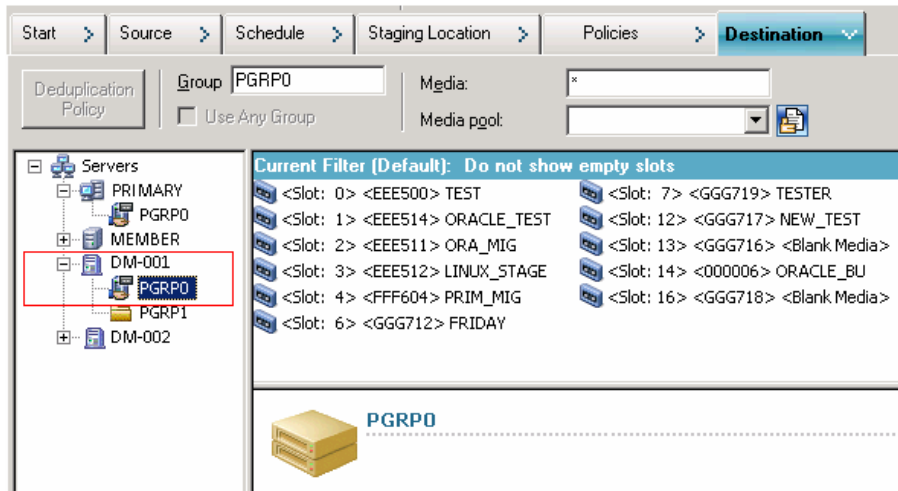 Start Source Schedule Staging Location Policies Destination
Deduplication Policy
Group PGRP0
Use Any Group
Media: *
Media pool:
Servers
PRIMARY
PGRP0
MEMBER
DM-001
PGRP0
PGRP1
DM-002
Current Filter (Default): Do not show empty slots
<Slot: 0> <EEE500> TEST
<Slot: 1> <EEE514> ORACLE_TEST
<Slot: 2> <EEE511> ORA_MIG
<Slot: 3> <EEE512> LINUX_STAGE
<Slot: 4> <FFF604> PRIM_MIG
<Slot: 6> <GGG712> FRIDAY
<Slot: 7> <GGG719> TESTER
<Slot: 12> <GGG717> NEW_TEST
<Slot: 13> <GGG716> <Blank Media>
<Slot: 14> <000006> ORACLE_BU
<Slot: 16> <GGG718> <Blank Media>
PGRP0